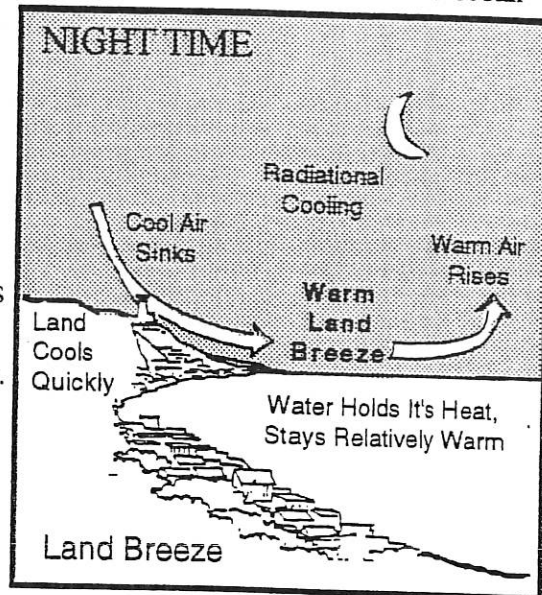 NIGHT TIME
Radiational
Cooling
Cool Air
Sinks
Warm Air
Rises
Warm
Land
Breeze
Land
Cools
Quickly
Water Holds It's Heat,
Stays Relatively Warm
Land Breeze